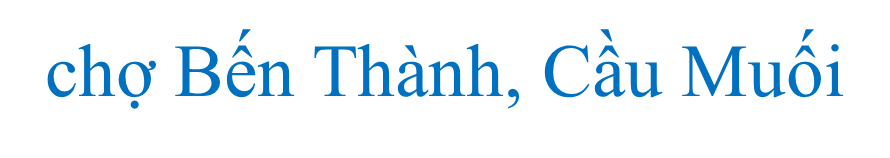 chợ Bến Thành, Cầu Muối